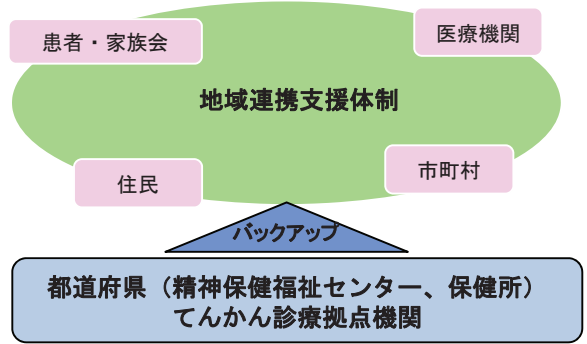 患者・家族会
医療機関
地域連携支援体制
住民
市町村
バックアップ
都道府県（精神保健福祉センター、保健所）
てんかん診療拠点機関